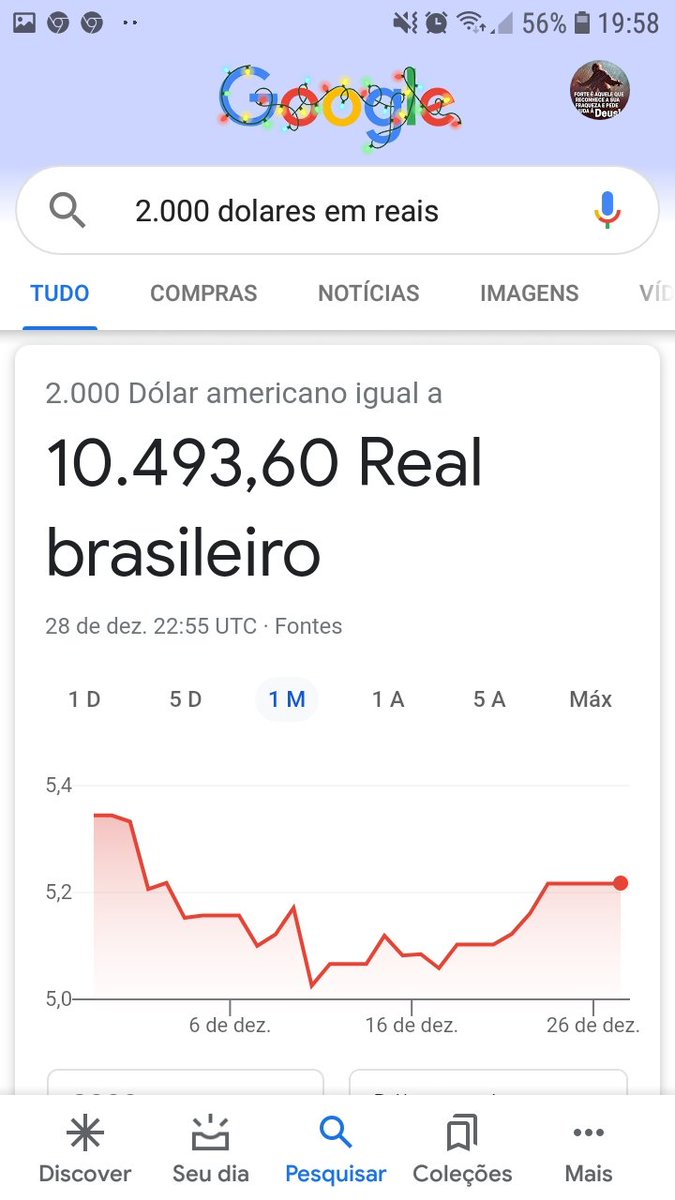 56% 19:58
Google
FORTE É AQUELE QUE
RECONHECE A SUA
FRAQUEZA E PEDE
AJUDA À Deus!
2.000 dolares em reais
TUDO COMPRAS NOTÍCIAS IMAGENS VÍD
2.000 Dólar americano igual a
10.493,60 Real
brasileiro
28 de dez. 22:55 UTC · Fontes
1 D 5 D 1 M 1 A 5 A Máx
5,4
5,2
5,0
6 de dez. 16 de dez. 26 de dez.
Discover Seu dia Pesquisar Coleções Mais